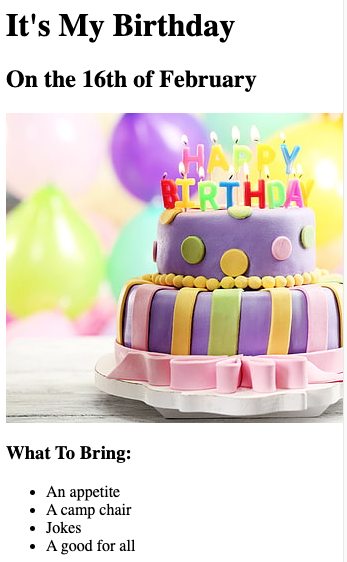 It's My Birthday
On the 16th of February
HAPPY
BIRTHDAY
What To Bring:
An appetite
A camp chair
Jokes
A good for all